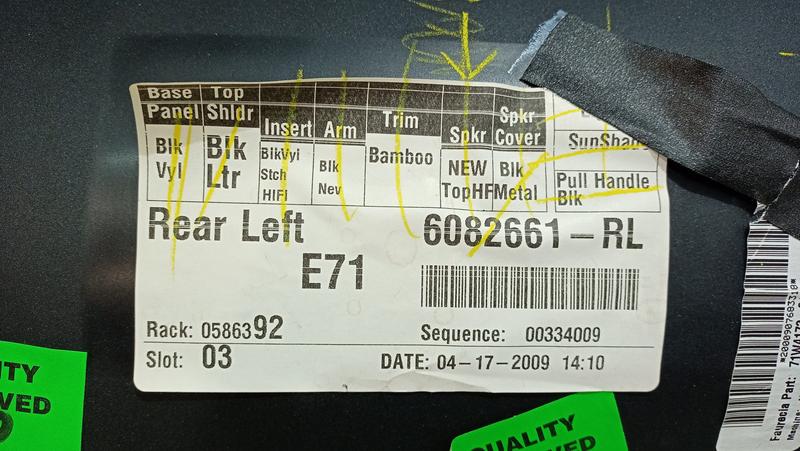 Base Top
Panel Shldr Insert Arm Trim Spkr Spkr Cover
Blk Vyl Blk Ltr BlkVyl Stch HIFI Blk Nev Bamboo NEW TopHF Blk Metal
SunSha
Pull Handle
Blk
Rear Left 6082661-RL
E71
Rack: 0586392 Sequence: 00334009
Slot: 03 DATE: 04-17-2009 14:10
ITY
VED
QUALITY
VED
Faurecia Part: